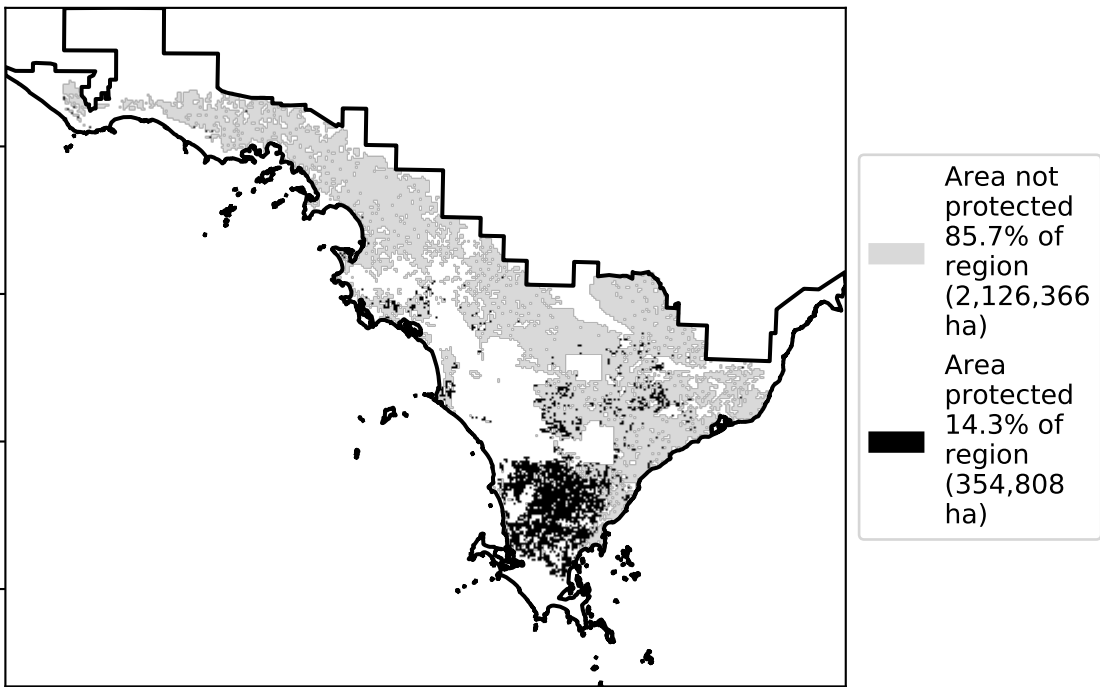 Area not
protected
85.7% of
region
(2,126,366
ha)
Area
protected
14.3% of
region
(354,808
ha)